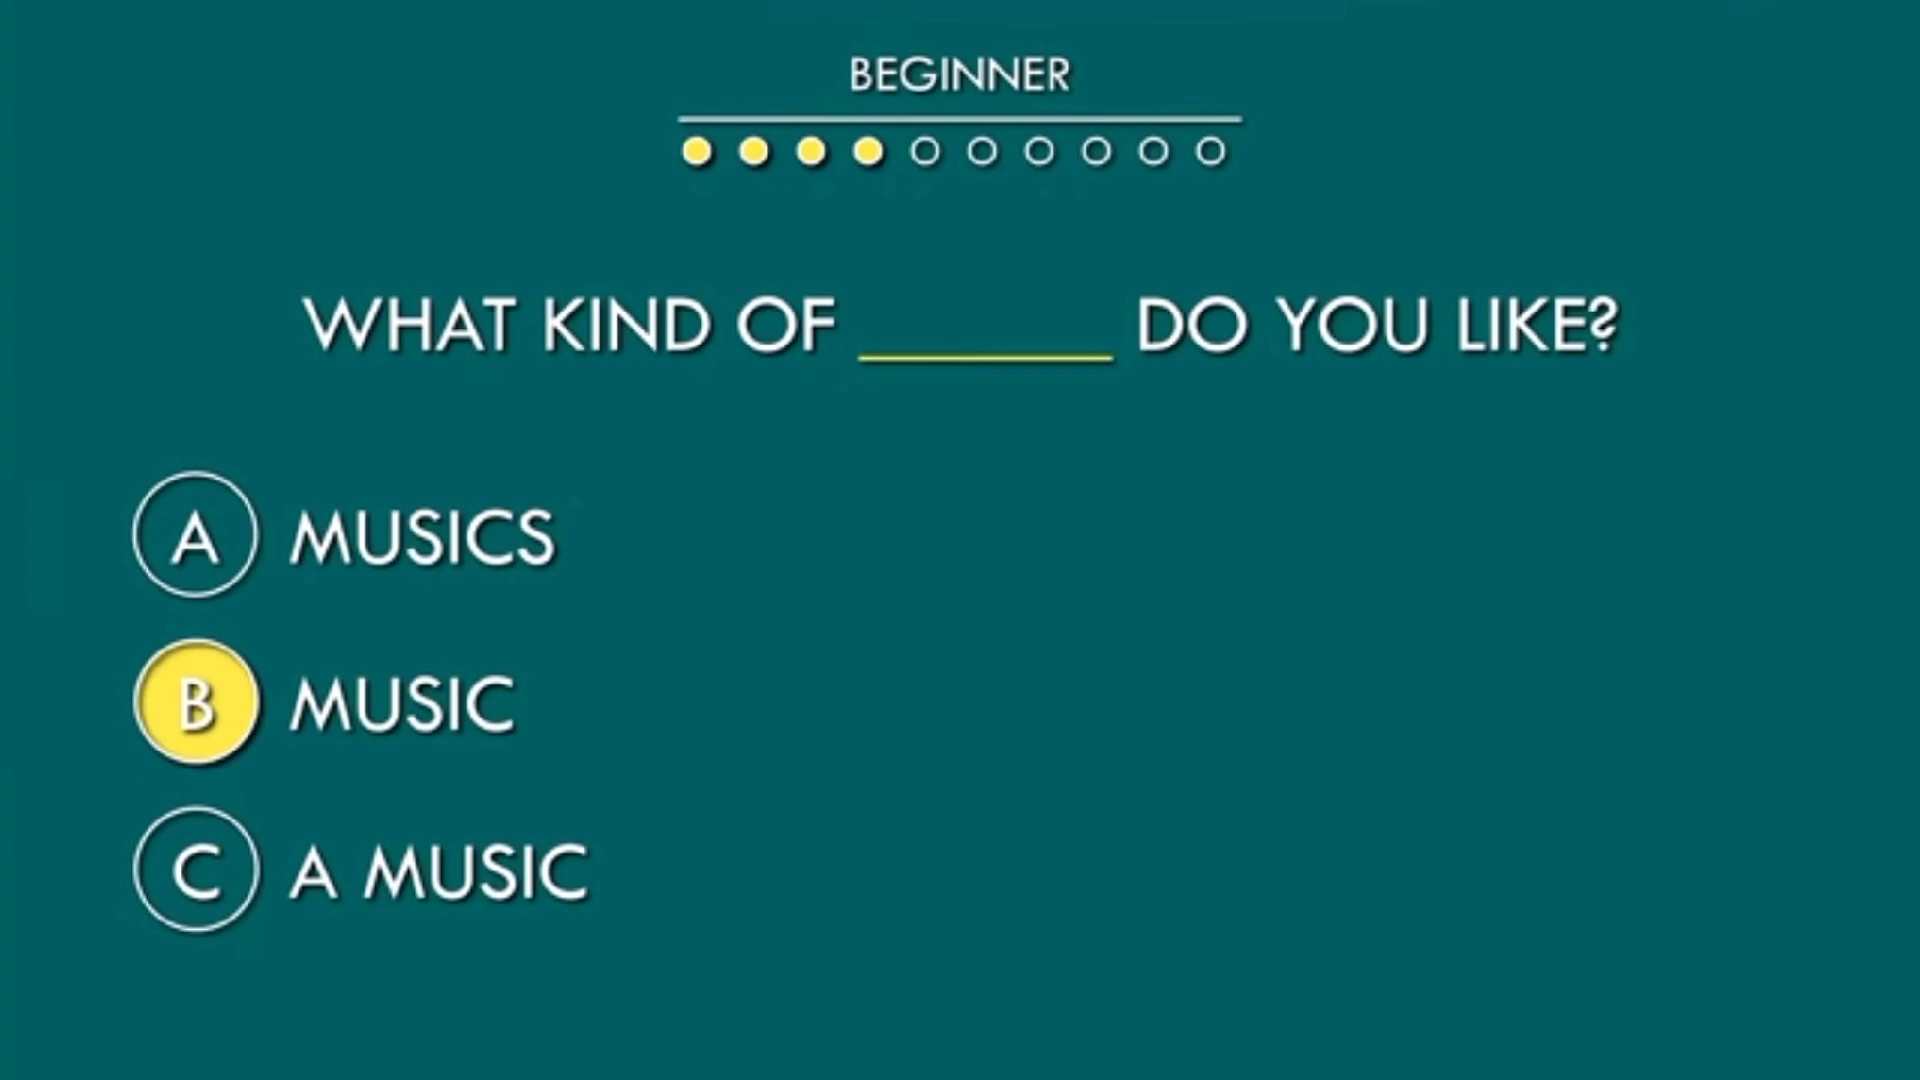 BEGINNER
WHAT KIND OF ______ DO YOU LIKE?
A MUSICS
B MUSIC
C A MUSIC